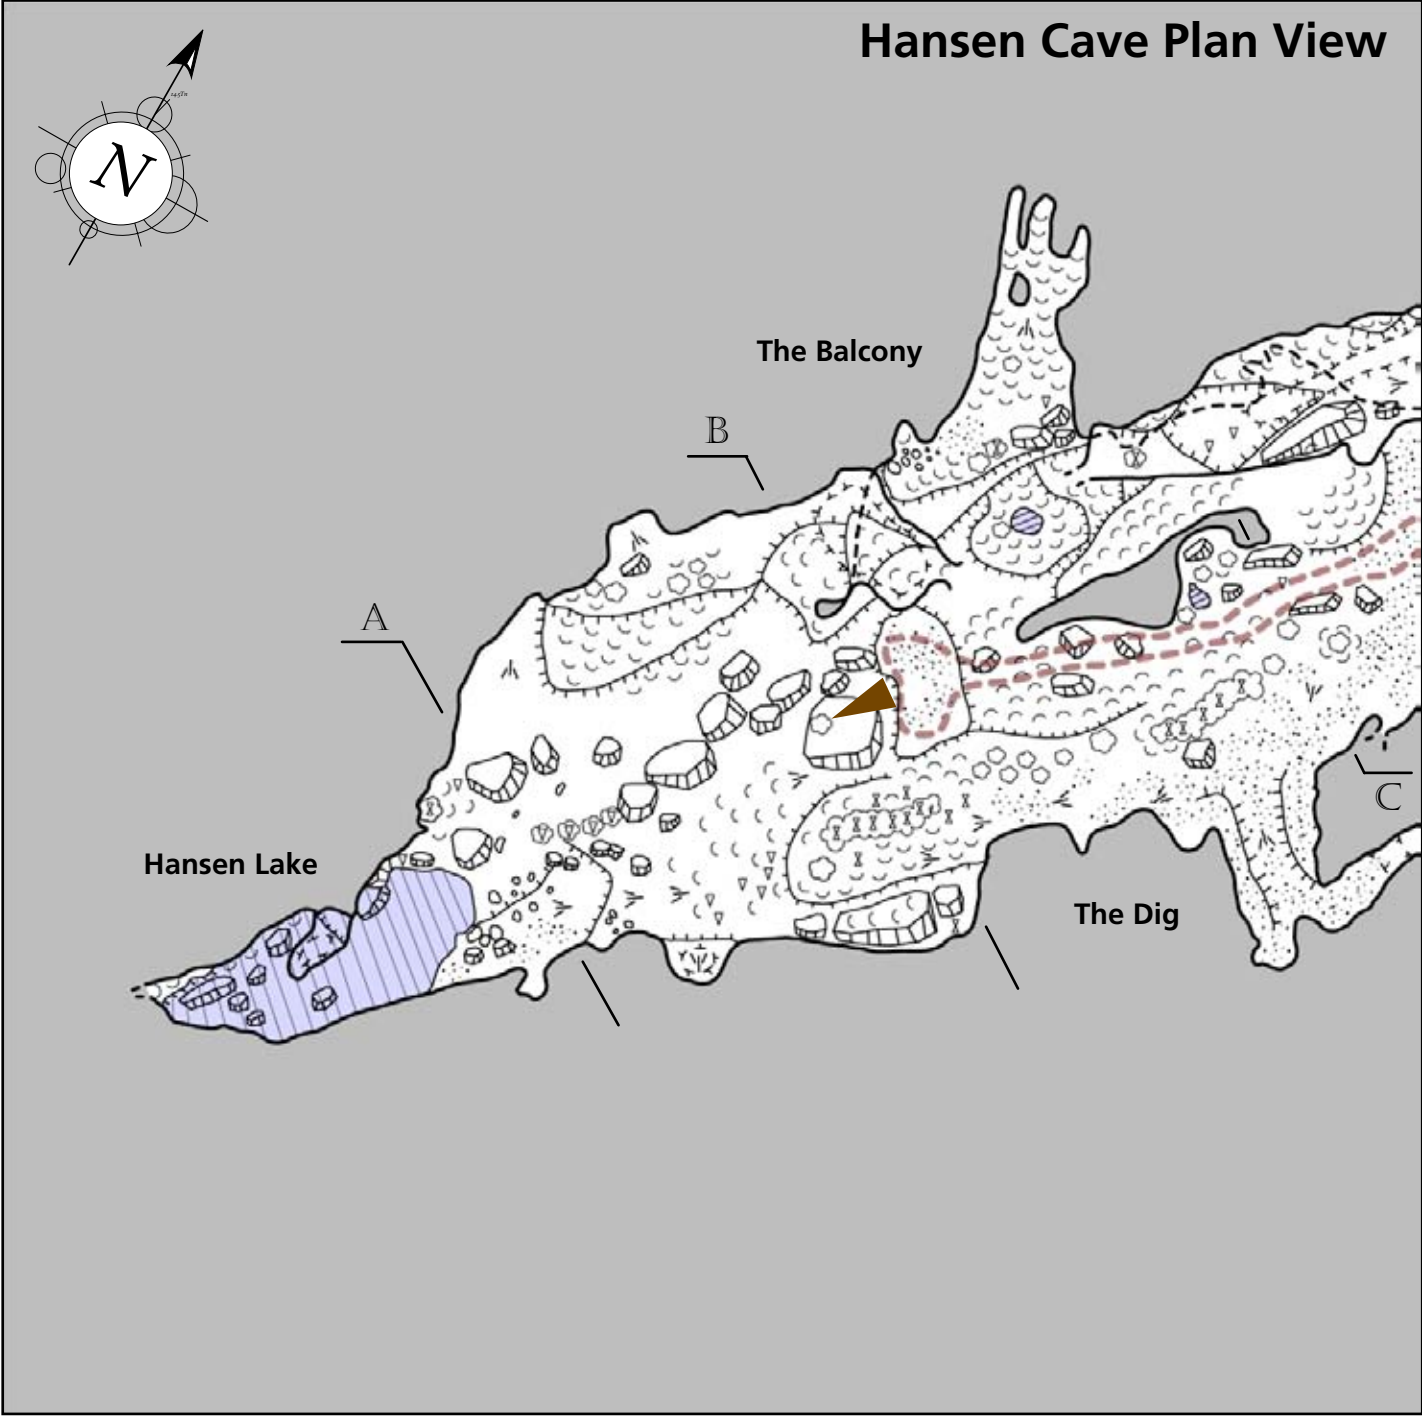 Hansen Cave Plan View
N
The Balcony
B
A
C
Hansen Lake
The Dig